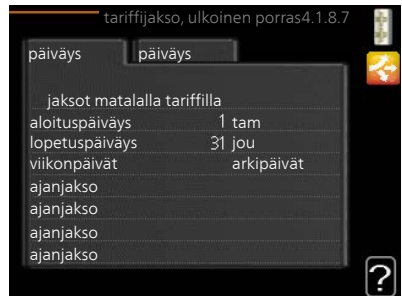 tariffijakso, ulkoinen porras4.1.8.7
päiväys päiväys
jaksot matalalla tariffilla
aloituspäiväys 1 tam
lopetuspäiväys 31 jou
viikonpäivät arkipäivät
ajanjakso
ajanjakso
ajanjakso
ajanjakso
?